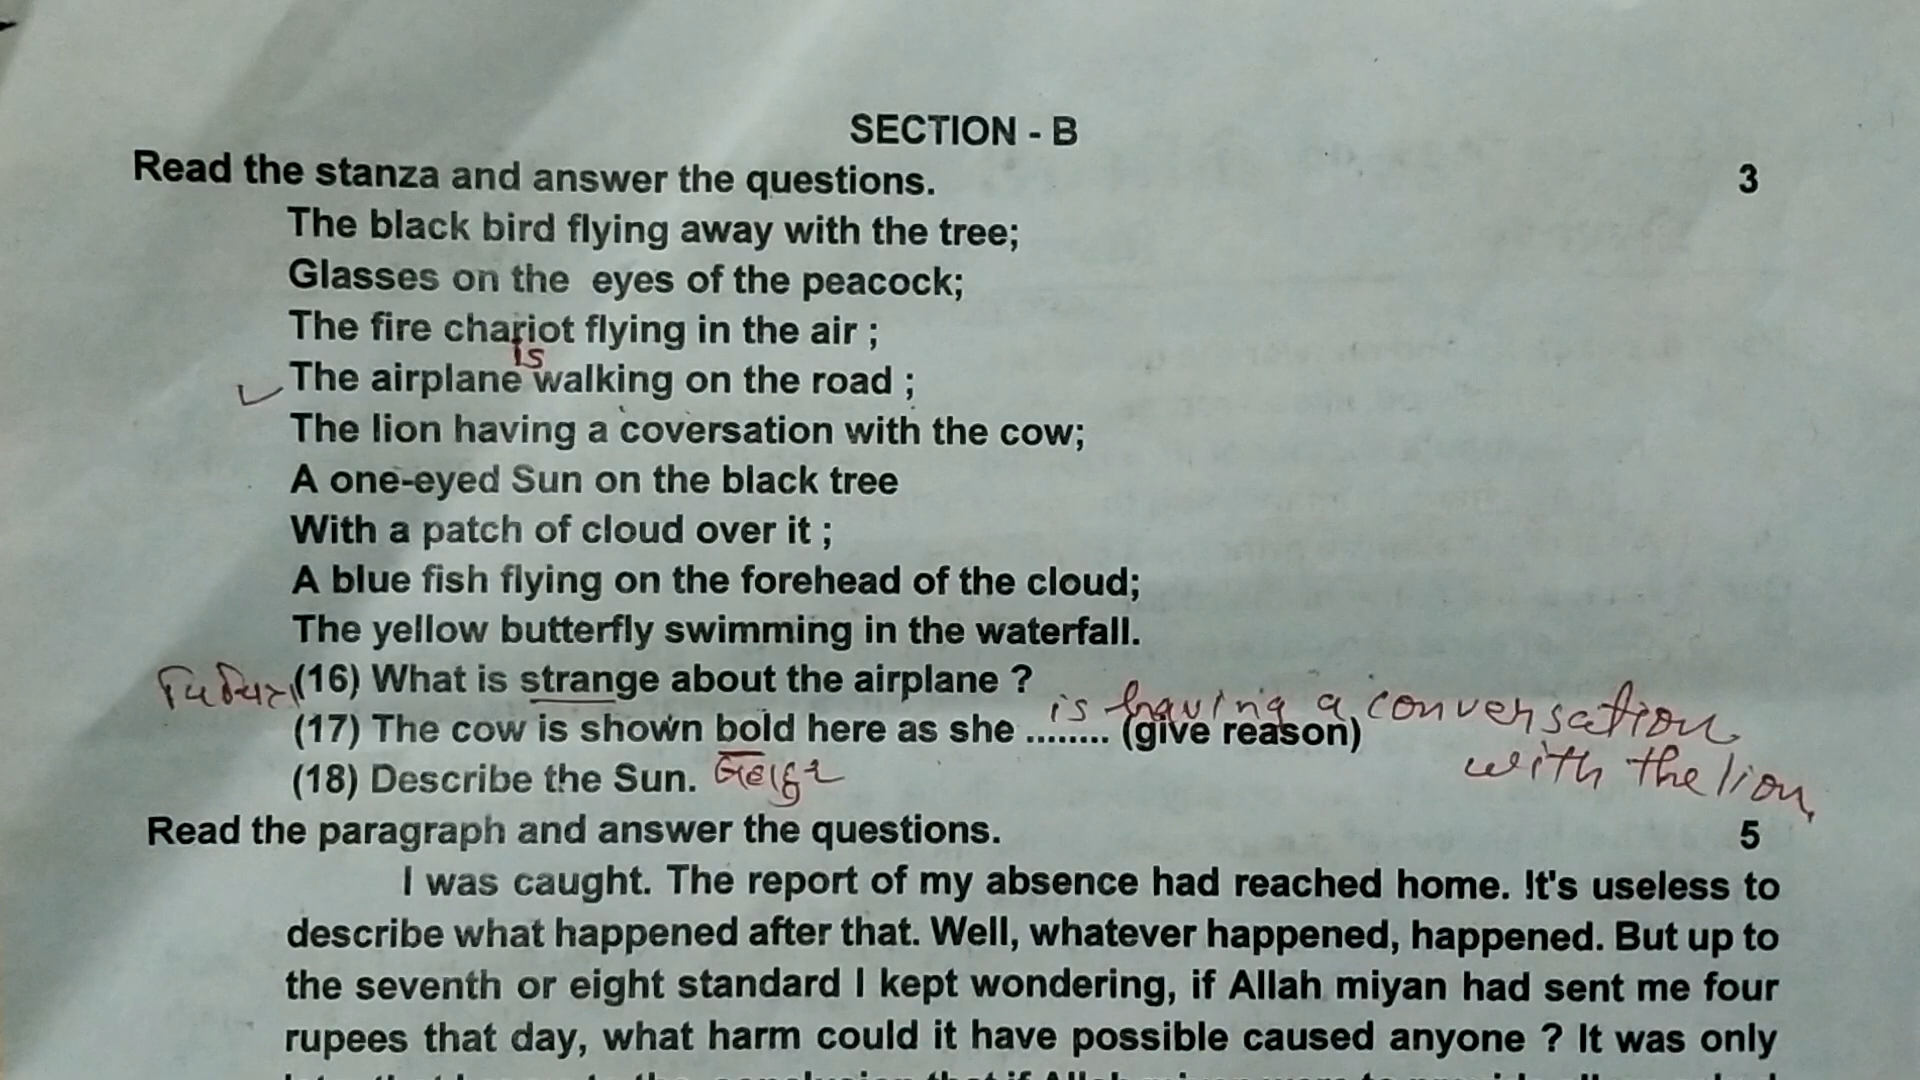 SECTION - B
Read the stanza and answer the questions. 3
The black bird flying away with the tree;
Glasses on the eyes of the peacock;
The fire chariot flying in the air ;
is
The airplane walking on the road ;
The lion having a coversation with the cow;
A one-eyed Sun on the black tree
With a patch of cloud over it ;
A blue fish flying on the forehead of the cloud;
The yellow butterfly swimming in the waterfall.
(16) What is strange about the airplane ?
is having a conversation
(17) The cow is shown bold here as she ........ (give reason)
with the lion
(18) Describe the Sun.
Read the paragraph and answer the questions. 5
I was caught. The report of my absence had reached home. It's useless to
describe what happened after that. Well, whatever happened, happened. But up to
the seventh or eight standard I kept wondering, if Allah miyan had sent me four
rupees that day, what harm could it have possible caused anyone ? It was only